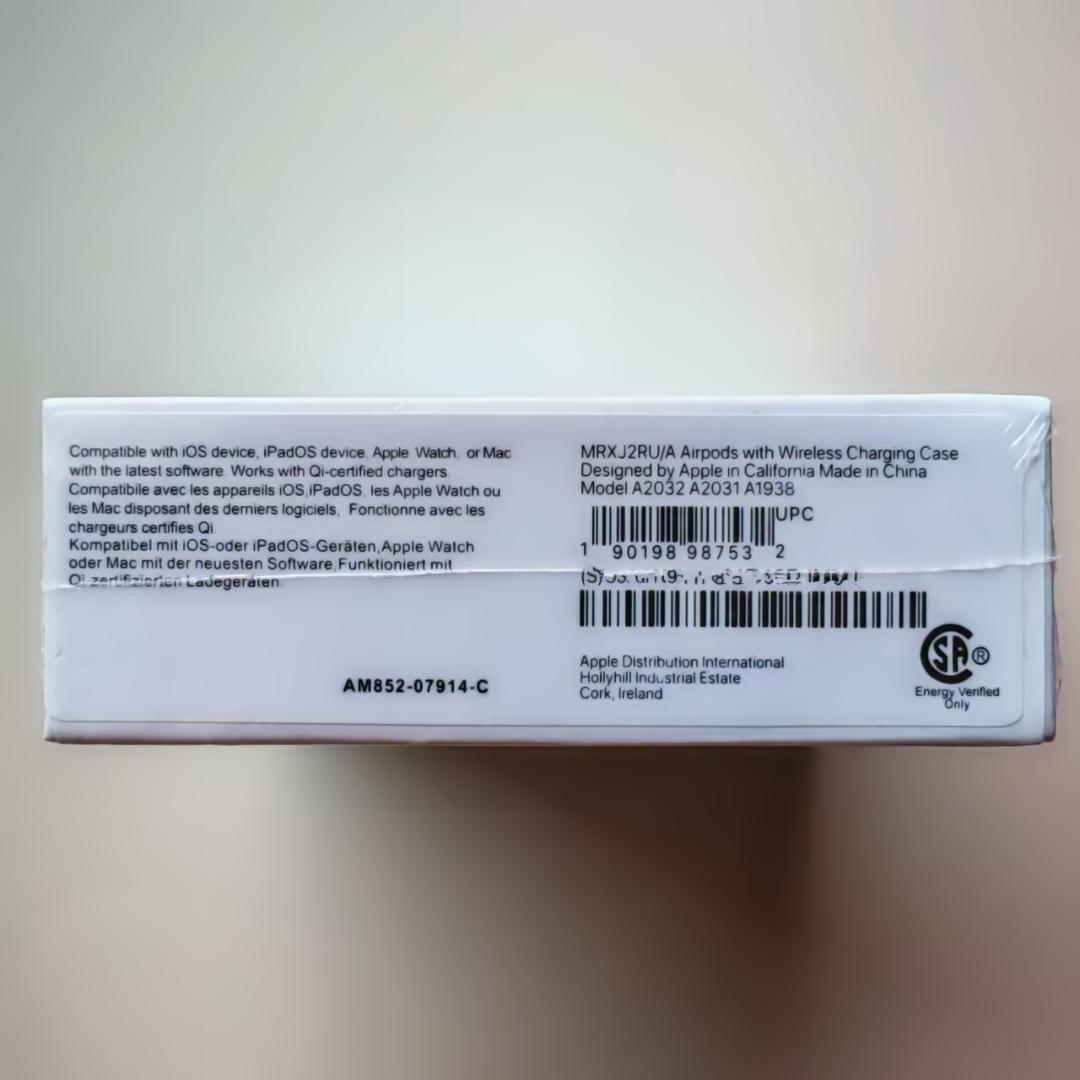 Compatible with iOS device, iPadOS device, Apple Watch, or Mac
with the latest software. Works with Qi-certified chargers.
Compatibile avec les appareils iOS,iPadOS, les Apple Watch ou
les Mac disposant des derniers logiciels, Fonctionne avec les
chargeurs certifies Qi.
Kompatibel mit iOS-oder iPadOS-Geräten,Apple Watch
oder Mac mit der neuesten Software,Funktioniert mit
Qi-zertifizierten Ladegeräten.
AM852-07914-C
MRXJ2RU/A Airpods with Wireless Charging Case
Designed by Apple in California Made in China
Model A2032 A2031 A1938
UPC
1 90198 98753 2
Apple Distribution International
Hollyhill Industrial Estate
Cork, Ireland
SA®
Energy Verified
Only